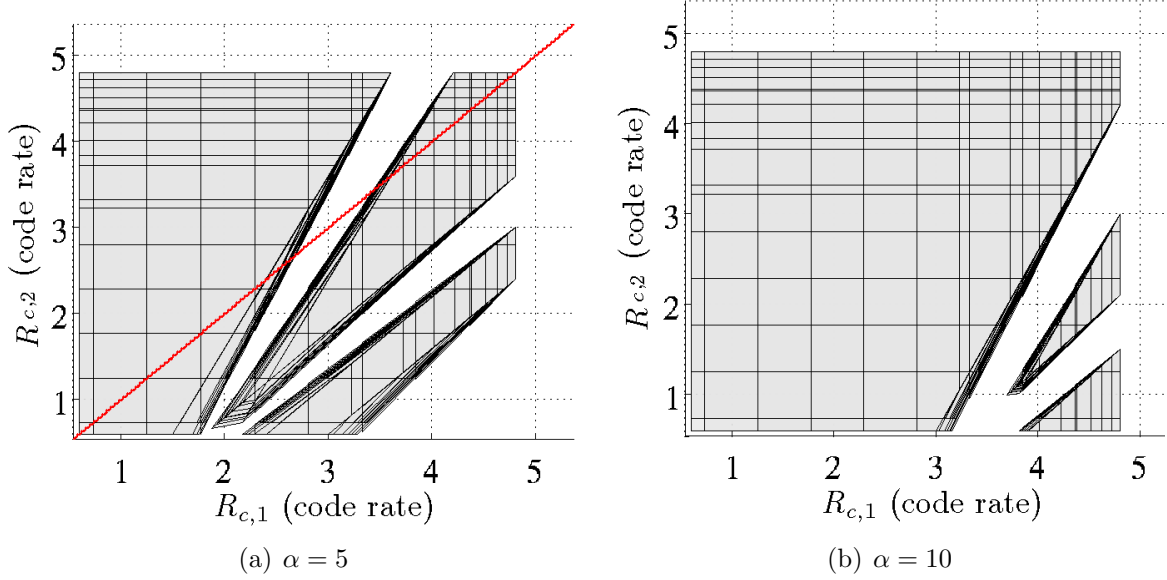 5
4
3
2
1
R_{c,2} (code rate)
1 2 3 4 5
R_{c,1} (code rate)
(a) α = 5
5
4
3
2
1
R_{c,2} (code rate)
1 2 3 4 5
R_{c,1} (code rate)
(b) α = 10